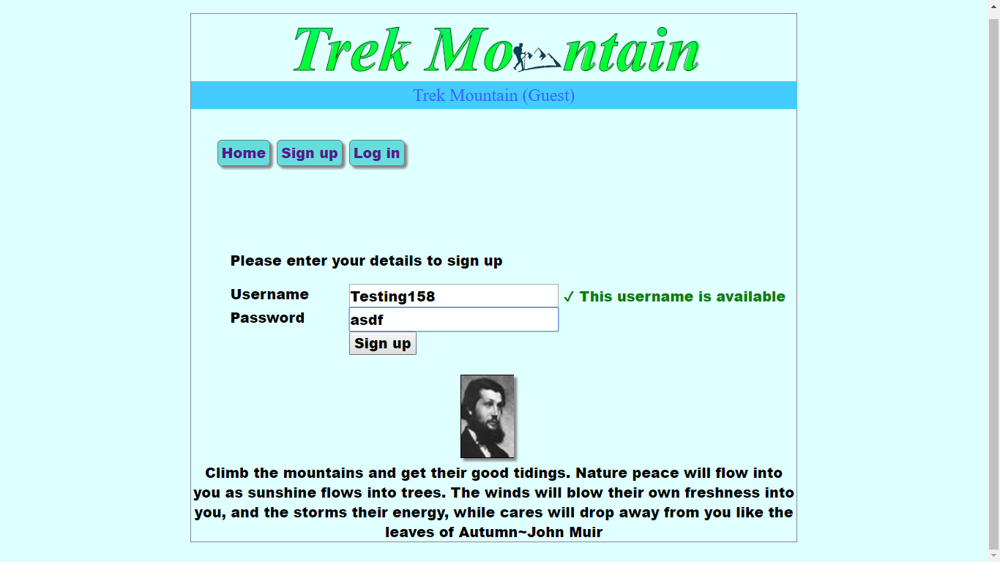 Trek Mountain
Trek Mountain (Guest)
Home Sign up Log in
Please enter your details to sign up
Username Testing158 ✓ This username is available
Password asdf
Sign up
Climb the mountains and get their good tidings. Nature peace will flow into
you as sunshine flows into trees. The winds will blow their own freshness into
you, and the storms their energy, while cares will drop away from you like the
leaves of Autumn~John Muir